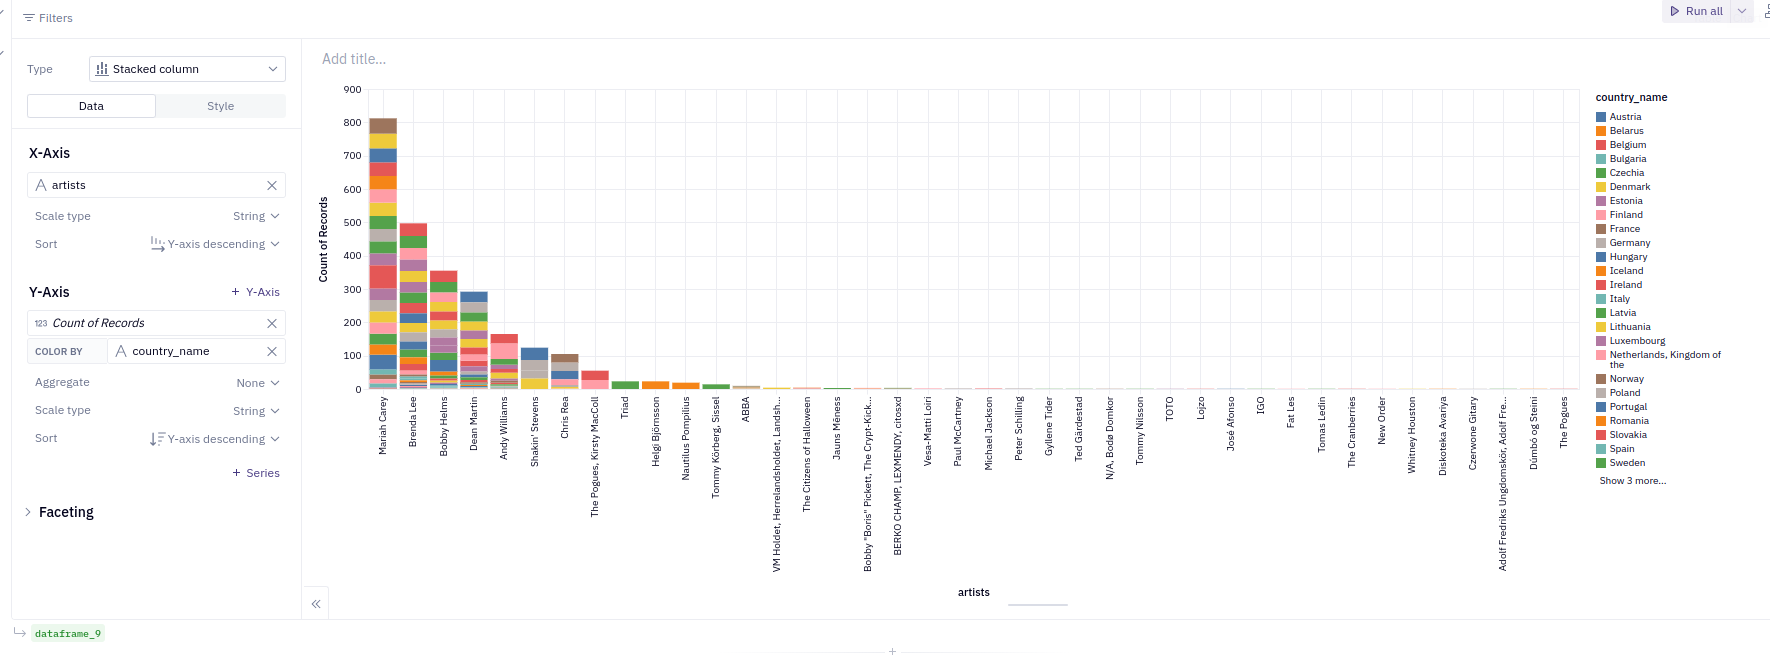 Filters
Run all
Type
Stacked column
Data
Style
X-Axis
artists
Scale type
String
Sort
Y-axis descending
Y-Axis
+ Y-Axis
123 Count of Records
COLOR BY
country_name
Aggregate
None
Scale type
String
Sort
Y-axis descending
+ Series
Faceting
Add title...
Count of Records
900
800
700
600
500
400
300
200
100
0
Mariah Carey
Brenda Lee
Bobby Helms
Dean Martin
Andy Williams
Shakin' Stevens
Chris Rea
The Pogues, Kirsty MacColl
Triad
Helgi Björnsson
Nautilus Pompilius
Tommy Körberg, Sissel
ABBA
VM Holdet, Herrelandsholdet, Landsh...
The Citizens of Halloween
Jauns Mēness
Bobby "Boris" Pickett, The Crypt-Kick...
BERKO CHAMP, LEXMENDY, citosxd
Vesa-Matti Loiri
Paul McCartney
Michael Jackson
Peter Schilling
Gyllene Tider
Ted Gärdestad
N/A, Bodø Domkor
Tommy Nilsson
TOTO
Lojzo
José Afonso
IGO
Fat Les
Tomas Ledin
The Cranberries
New Order
Whitney Houston
Diskoteka Avariya
Czerwone Gitary
Adolf Fredriks Ungdomskör, Adolf Fre...
Dúmbó og Steini
The Pogues
artists
country_name
Austria
Belarus
Belgium
Bulgaria
Czechia
Denmark
Estonia
Finland
France
Germany
Hungary
Iceland
Ireland
Italy
Latvia
Lithuania
Luxembourg
Netherlands, Kingdom of
the
Norway
Poland
Portugal
Romania
Slovakia
Spain
Sweden
Show 3 more...
dataframe_9